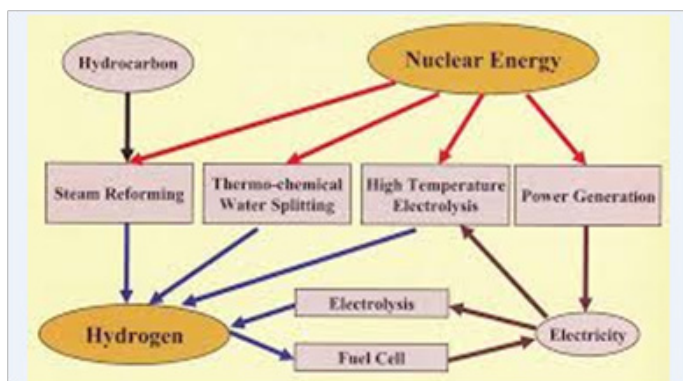 Hydrocarbon
Nuclear Energy
Steam Reforming
Thermo-chemical
Water Splitting
High Temperature
Electrolysis
Power Generation
Hydrogen
Electrolysis
Fuel Cell
Electricity